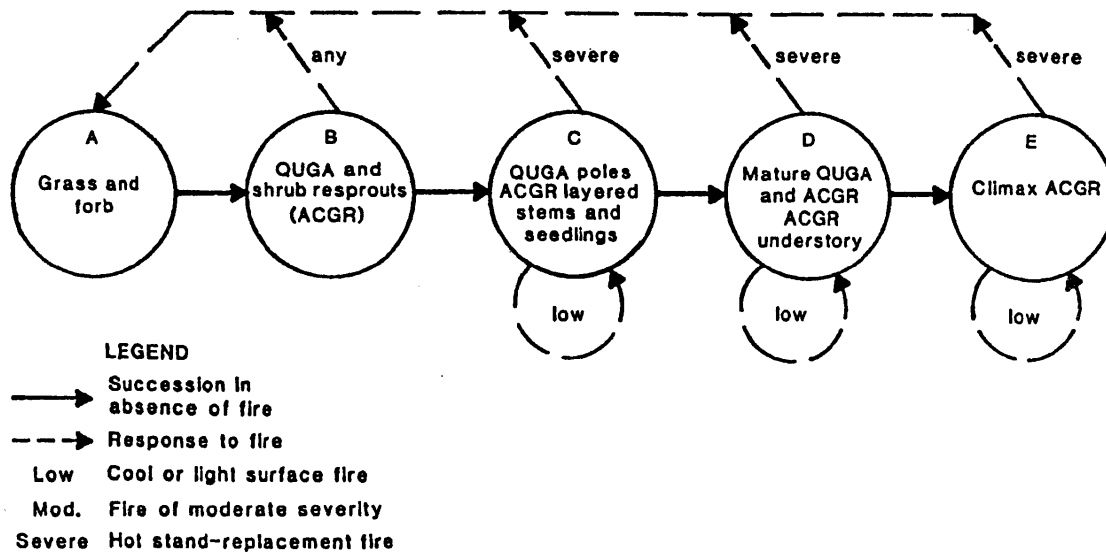 any
severe
severe
severe
A
Grass and
forb
B
QUGA and
shrub resprouts
(ACGR)
C
QUGA poles
ACGR layered
stems and
seedlings
D
Mature QUGA
and ACGR
ACGR
understory
E
Climax ACGR
low
low
low
LEGEND
Succession in
absence of fire
Response to fire
Low Cool or light surface fire
Mod. Fire of moderate severity
Severe Hot stand-replacement fire